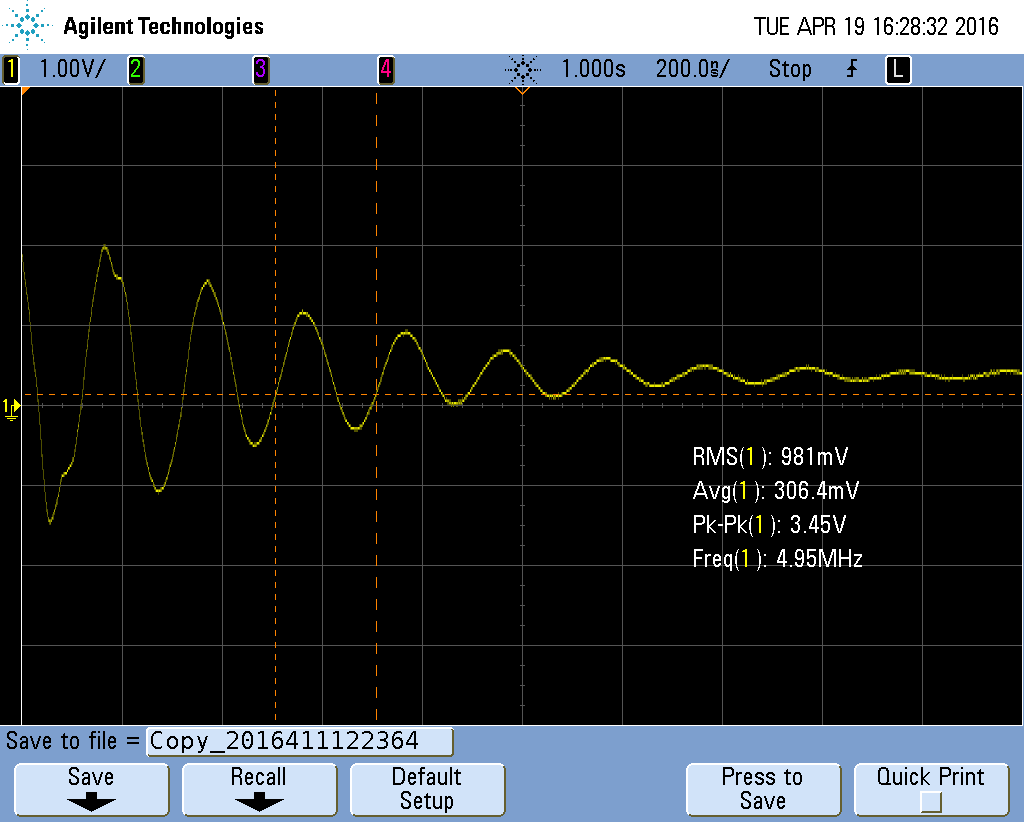 Agilent Technologies TUE APR 19 16:28:32 2016
1 1.00V/ 2 3 4 1.000s 200.0ns/ Stop L
1
RMS(1): 981mV
Avg(1): 306.4mV
Pk-Pk(1): 3.45V
Freq(1): 4.95MHz
Save to file = Copy_2016411122364
Save Recall Default Setup Press to Save Quick Print